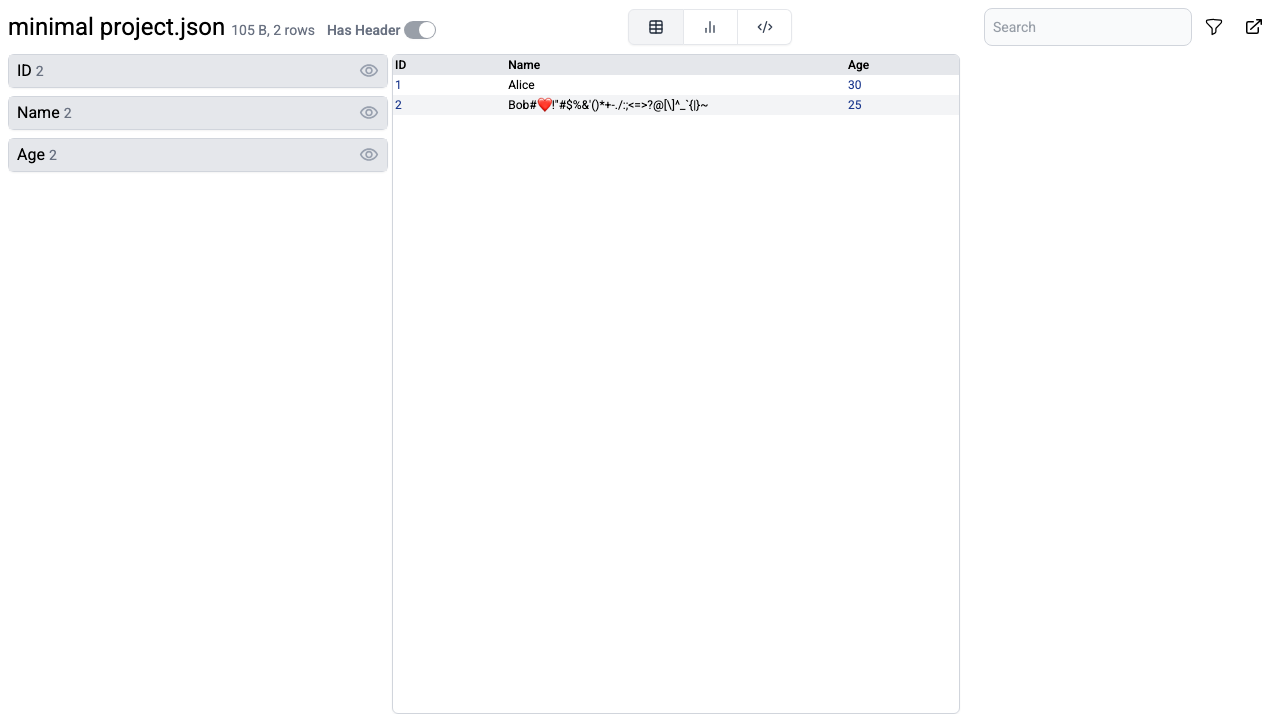 minimal project.json 105 B, 2 rows Has Header
Search
ID 2
Name 2
Age 2
ID Name Age
1 Alice 30
2 Bob#❤️!"#$%&'()*+-./:;<=>?@[\]^_`{|}~ 25